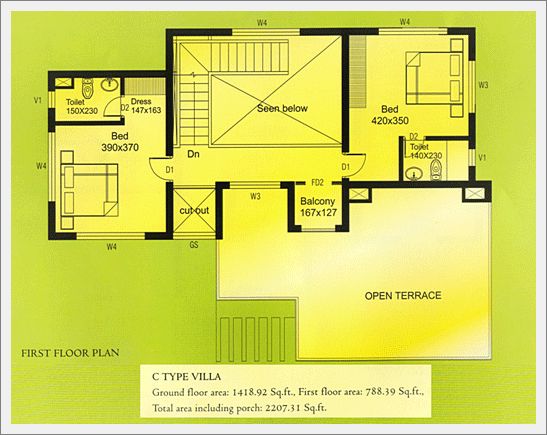 W4
Toilet
150X230
Dress
147x163
V1
D2
Bed
390x370
W4
W4
D1
Dn
Seen below
Bed
420x350
W3
D2
Toilet
140X230
V1
D1
cut out
GS
W3
FD2
Balcony
167x127
OPEN TERRACE
W4
FIRST FLOOR PLAN
C TYPE VILLA
Ground floor area: 1418.92 Sq.ft., First floor area: 788.39 Sq.ft.,
Total area including porch: 2207.31 Sq.ft.